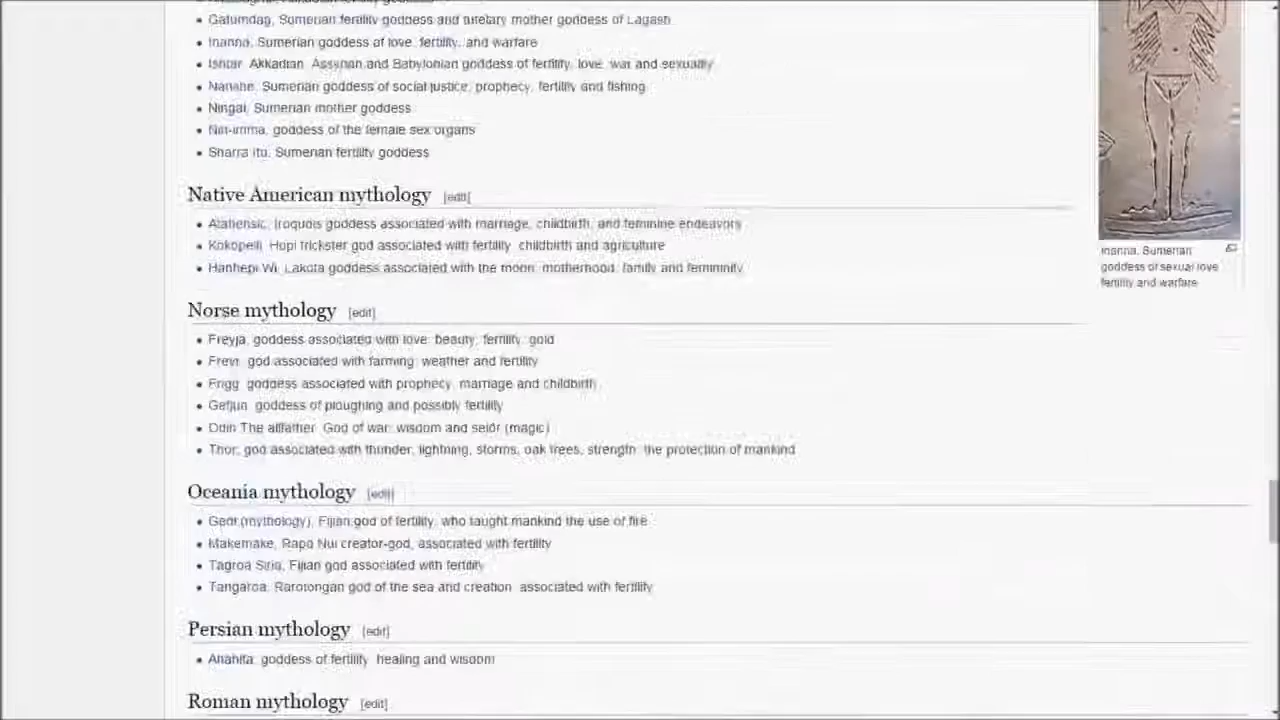 Gatumdag, Sumerian fertility goddess and tutelary mother goddess of Lagash
Inanna, Sumerian goddess of love, fertility, and warfare
Ishtar, Akkadian, Assyrian and Babylonian goddess of fertility, love, war and sexuality
Nanshe, Sumerian goddess of social justice, prophecy, fertility and fishing
Ningal, Sumerian mother goddess
Nin-imma, goddess of the female sex organs
Sharra Itu, Sumerian fertility goddess
Native American mythology [edit]
Atahensic, Iroquois goddess associated with marriage, childbirth, and feminine endeavors
Kokopelli, Hopi trickster god associated with fertility, childbirth and agriculture
Hanhepi Wi, Lakota goddess associated with the moon, motherhood, family and femininity
Inanna, Sumerian
goddess of sexual love,
fertility and warfare
Norse mythology [edit]
Freyja, goddess associated with love, beauty, fertility, gold
Freyr, god associated with farming, weather and fertility
Frigg, goddess associated with prophecy, marriage and childbirth
Gefjun, goddess of ploughing and possibly fertility
Odin The allfather, God of war, wisdom and seiðr (magic)
Thor, god associated with thunder, lightning, storms, oak trees, strength, the protection of mankind
Oceania mythology [edit]
Gedi (mythology), Fijian god of fertility, who taught mankind the use of fire
Makemake, Rapa Nui creator-god, associated with fertility
Tagroa Siria, Fijian god associated with fertility
Tangaroa, Rarotongan god of the sea and creation, associated with fertility
Persian mythology [edit]
Anahita, goddess of fertility, healing and wisdom
Roman mythology [edit]